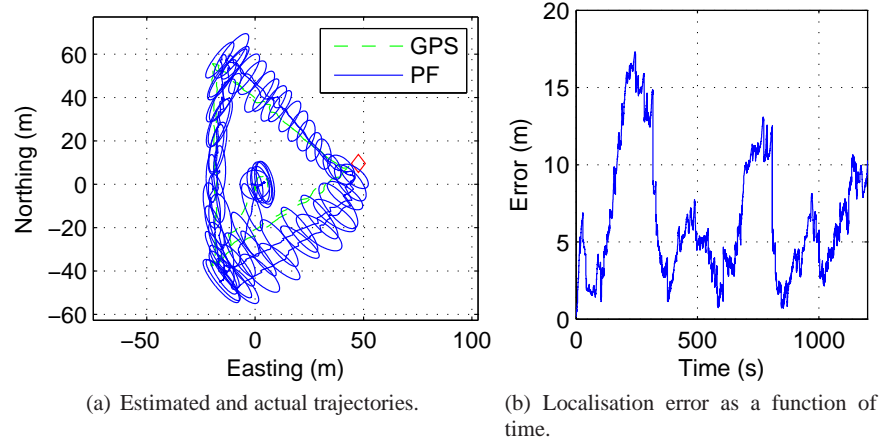 60
40
20
0
−20
−40
−60
−50
0
50
100
Northing (m)
Easting (m)
GPS
PF
20
15
10
5
0
0
500
1000
Error (m)
Time (s)
(a) Estimated and actual trajectories.
(b) Localisation error as a function of
time.